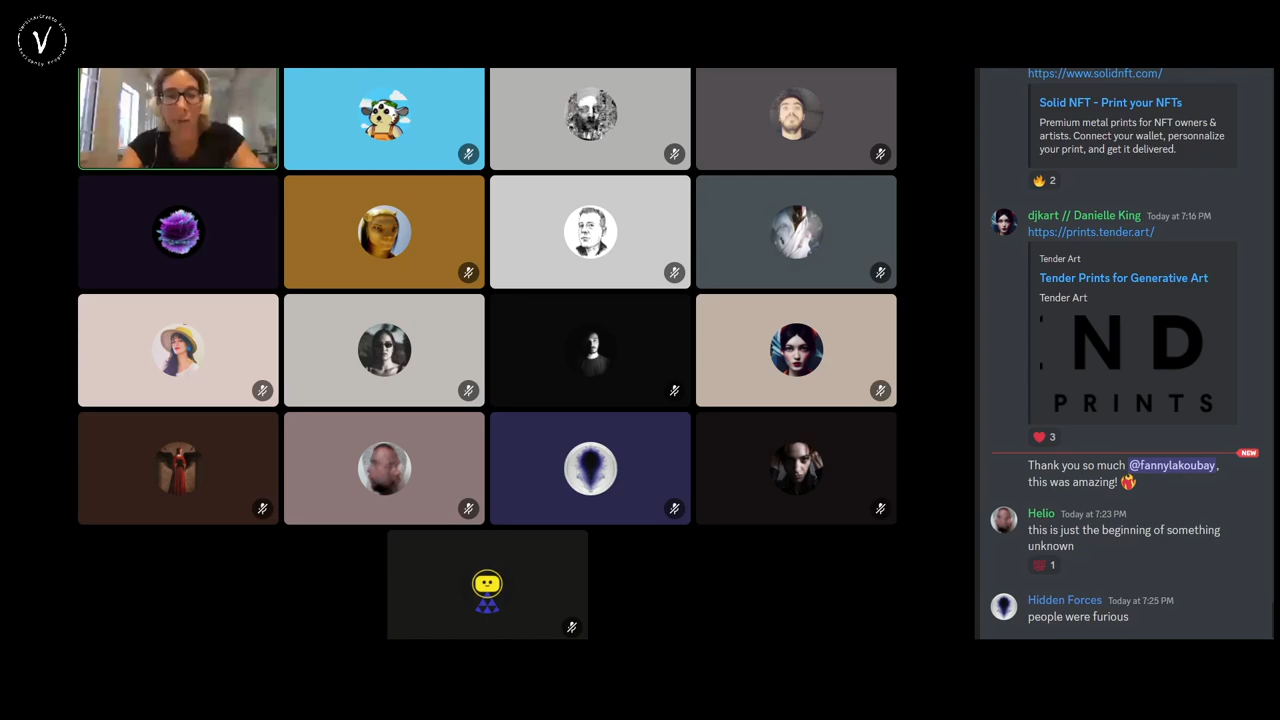 V
https://www.solidnft.com/
Solid NFT - Print your NFTs
Premium metal prints for NFT owners &
artists. Connect your wallet, personnalize
your print, and get it delivered.
2
djkart // Danielle King Today at 7:16 PM
https://prints.tender.art/
Tender Art
Tender Prints for Generative Art
Tender Art
N D
PRINTS
3
NEW
Thank you so much @fannylakoubay,
this was amazing!
Helio Today at 7:23 PM
this is just the beginning of something
unknown
100 1
Hidden Forces Today at 7:25 PM
people were furious